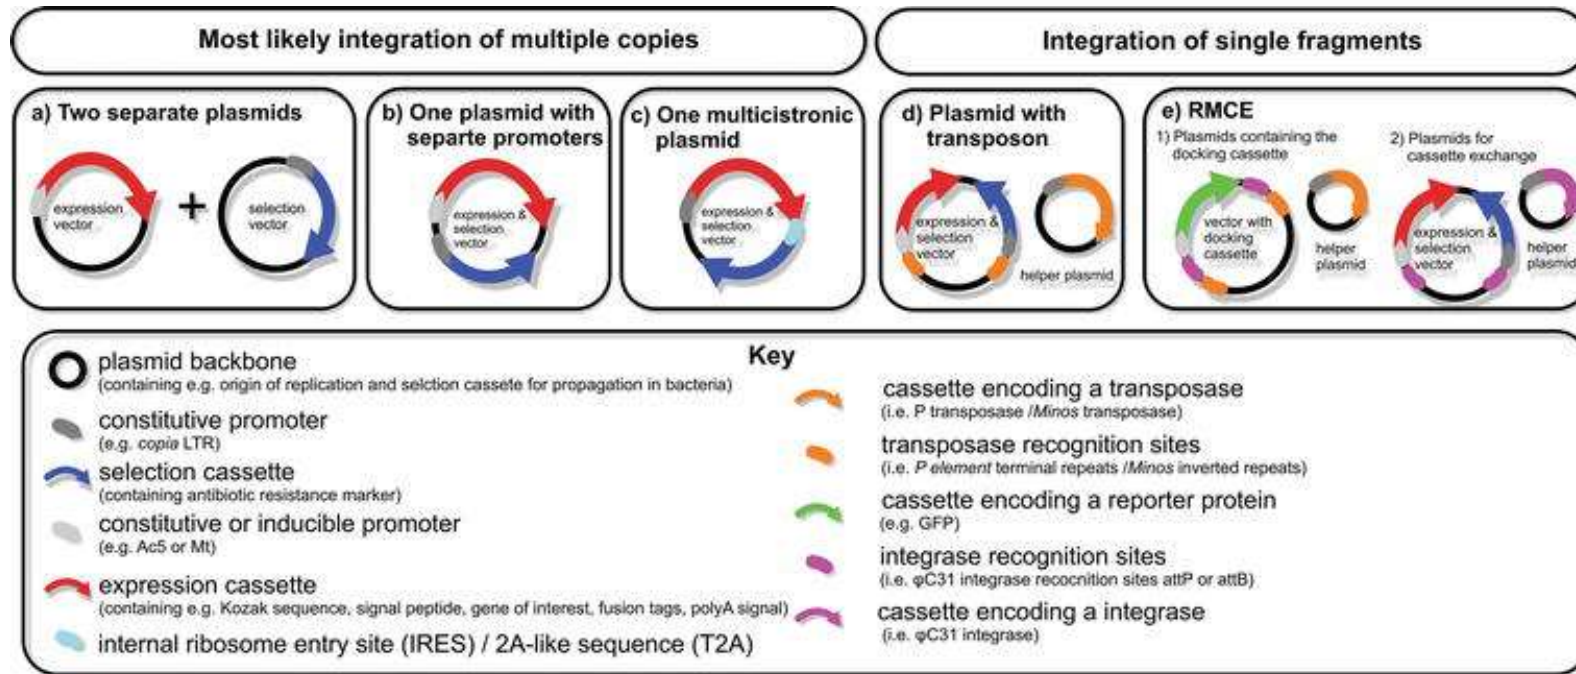 Most likely integration of multiple copies
Integration of single fragments
a) Two separate plasmids
expression
vector
selection
vector
b) One plasmid with
separte promoters
expression &
selection
vector
c) One multicistronic
plasmid
expression &
selection
vector
d) Plasmid with
transposon
expression &
selection
vector
helper plasmid
e) RMCE
1) Plasmids containing the
docking cassette
vector with
docking
cassette
helper
plasmid
2) Plasmids for
cassette exchange
expression &
selection
vector
helper
plasmid
Key
plasmid backbone
(containing e.g. origin of replication and selction cassete for propagation in bacteria)
constitutive promoter
(e.g. copia LTR)
selection cassette
(containing antibiotic resistance marker)
constitutive or inducible promoter
(e.g. Ac5 or Mt)
expression cassette
(containing e.g. Kozak sequence, signal peptide, gene of interest, fusion tags, polyA signal)
internal ribosome entry site (IRES) / 2A-like sequence (T2A)
cassette encoding a transposase
(i.e. P transposase /Minos transposase)
transposase recognition sites
(i.e. P element terminal repeats /Minos inverted repeats)
cassette encoding a reporter protein
(e.g. GFP)
integrase recognition sites
(i.e. φC31 integrase recocnition sites attP or attB)
cassette encoding a integrase
(i.e. φC31 integrase)